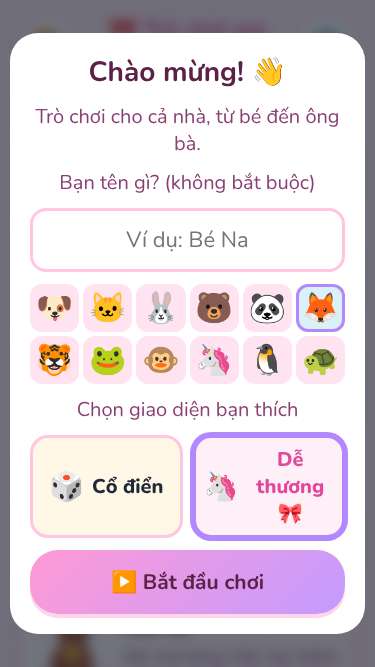 Chào mừng! 👋
Trò chơi cho cả nhà, từ bé đến ông
bà.
Bạn tên gì? (không bắt buộc)
Ví dụ: Bé Na
Chọn giao diện bạn thích
Cổ điển
Dễ
thương
🎀
▶️ Bắt đầu chơi